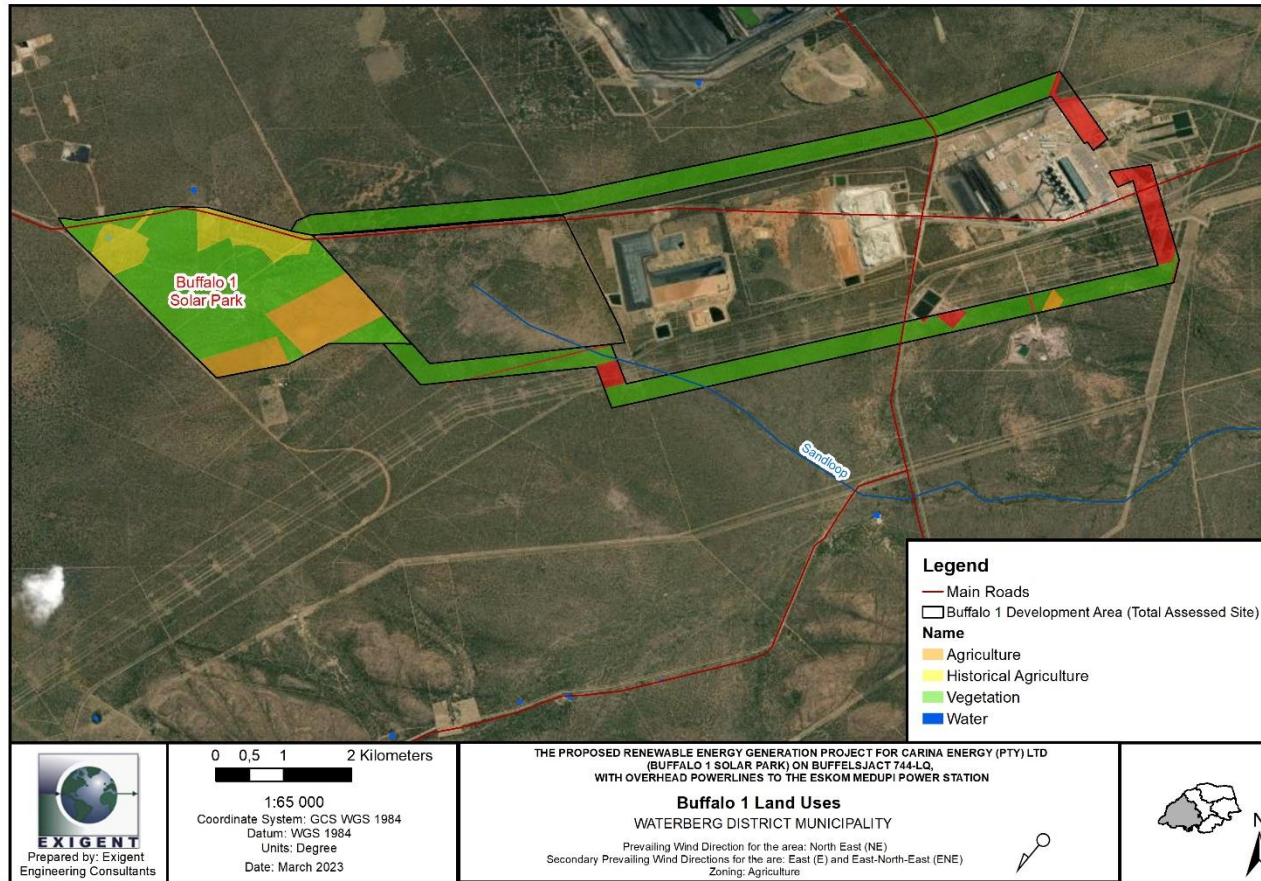 Buffalo 1
Solar Park
Sandloop
Legend
Main Roads
Buffalo 1 Development Area (Total Assessed Site)
Name
Agriculture
Historical Agriculture
Vegetation
Water
EXIGENT
Prepared by: Exigent
Engineering Consultants
0 0,5 1 2 Kilometers
1:65 000
Coordinate System: GCS WGS 1984
Datum: WGS 1984
Units: Degree
Date: March 2023
THE PROPOSED RENEWABLE ENERGY GENERATION PROJECT FOR CARINA ENERGY (PTY) LTD
(BUFFALO 1 SOLAR PARK) ON BUFFELSJACT 744-LQ,
WITH OVERHEAD POWERLINES TO THE ESKOM MEDUPI POWER STATION
Buffalo 1 Land Uses
WATERBERG DISTRICT MUNICIPALITY
Prevailing Wind Direction for the area: North East (NE)
Secondary Prevailing Wind Directions for the are: East (E) and East-North-East (ENE)
Zoning: Agriculture
N